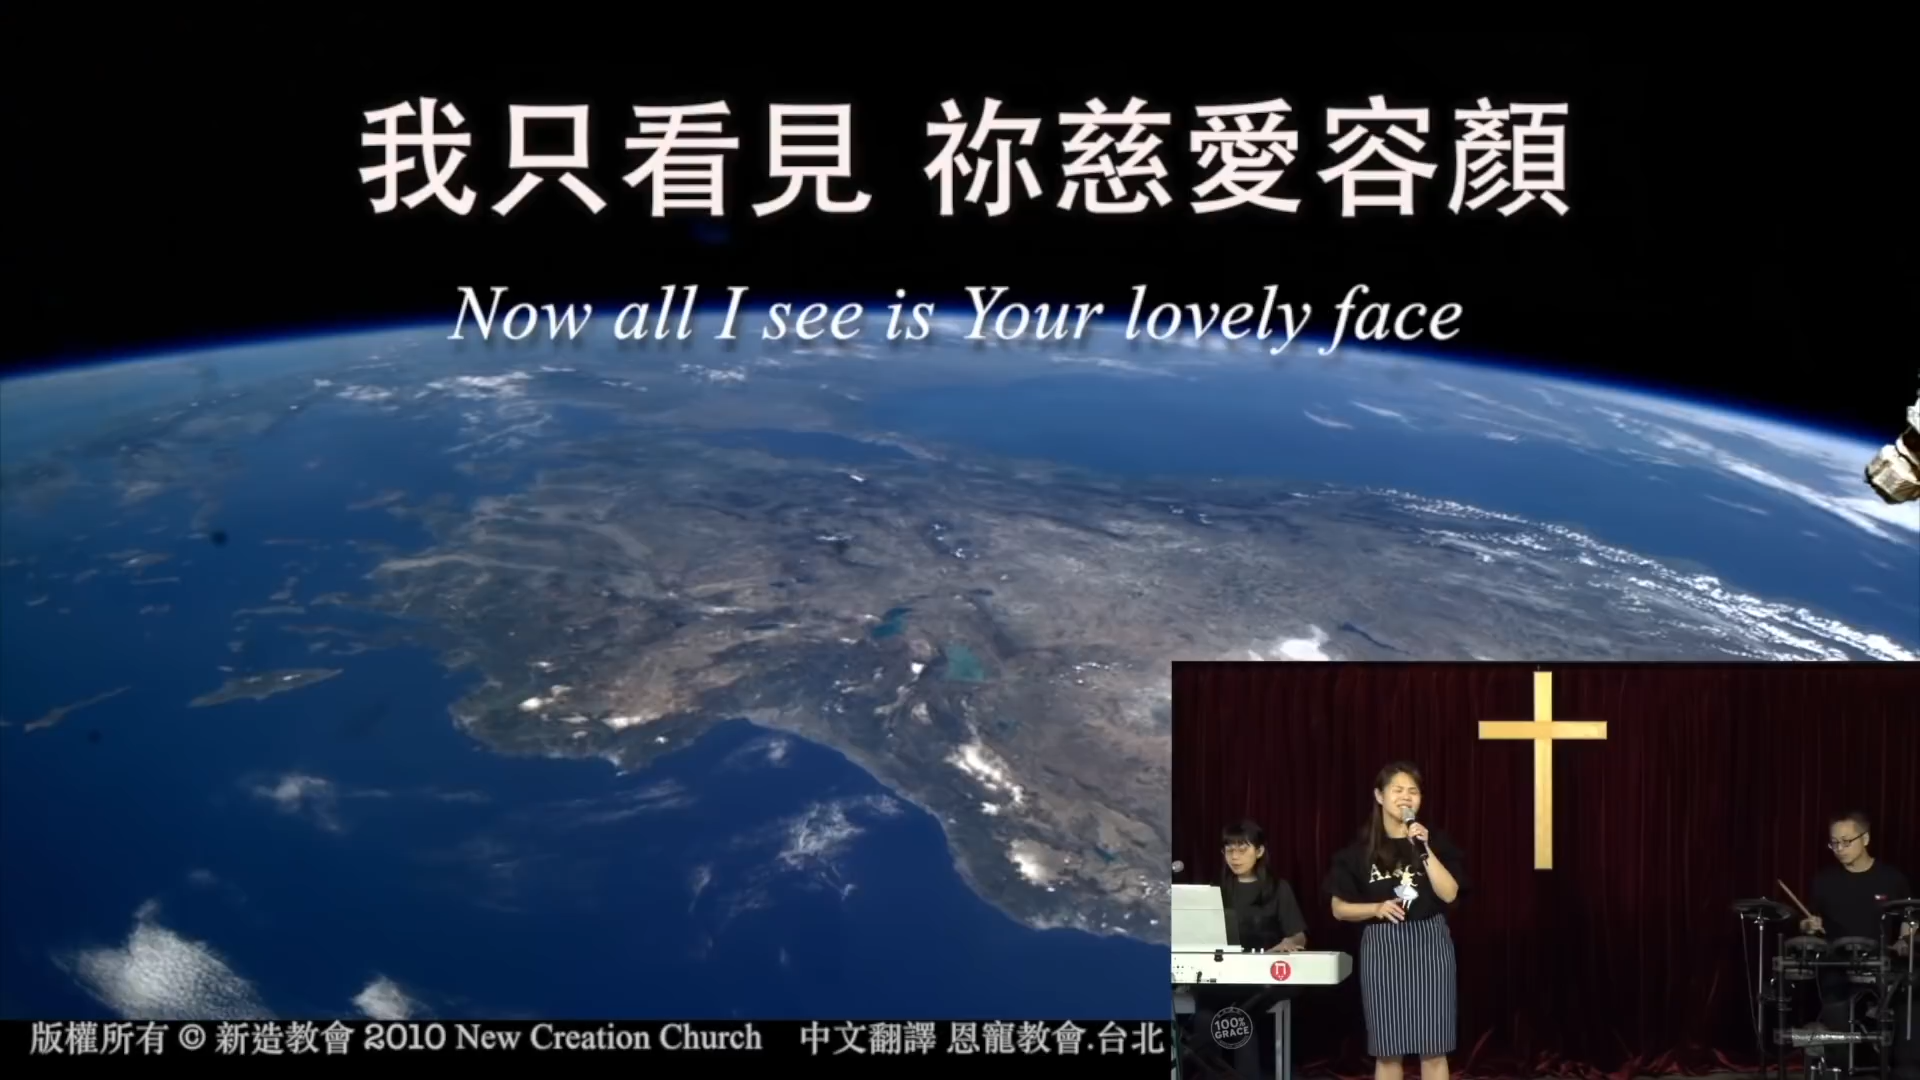 我只看見 祢慈愛容顏
Now all I see is Your lovely face
版權所有 © 新造教會 2010 New Creation Church 中文翻譯 恩寵教會.台北
100%
GRACE